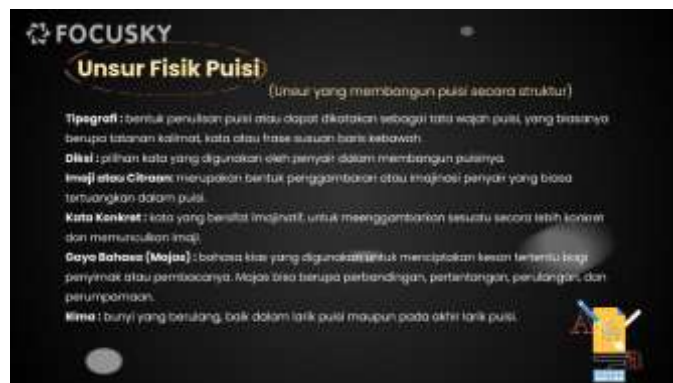 FOCUSKY
Unsur Fisik Puisi
(Unsur yang membangun puisi secara struktur)
Tipografi : bentuk penulisan puisi atau dapat dikatakan sebagai tata wajah puisi, yang biasanya
berupa tatanan kalimat, kata atau frase susuan baris kebawah.
Diksi : pilihan kata yang digunakan oleh penyair dalam membangun puisinya.
Imaji atau Citraan: merupakan bentuk penggambaran atau imajinasi penyair yang biasa
tertuangkan dalam puisi.
Kata Konkret : kata yang bersifat imajinatif, untuk meenggambarkan sesuatu secara lebih konkret
dan memunculkan imaji.
Gaya Bahasa (Majas) : bahasa kias yang digunakan untuk menciptakan kesan tertentu bagi
penyimak atau pembacanya. Majas bisa berupa perbandingan, pertentangan, perulangan, dan
perumpamaan.
Rima : bunyi yang berulang, baik dalam larik puisi maupun pada akhir larik puisi.